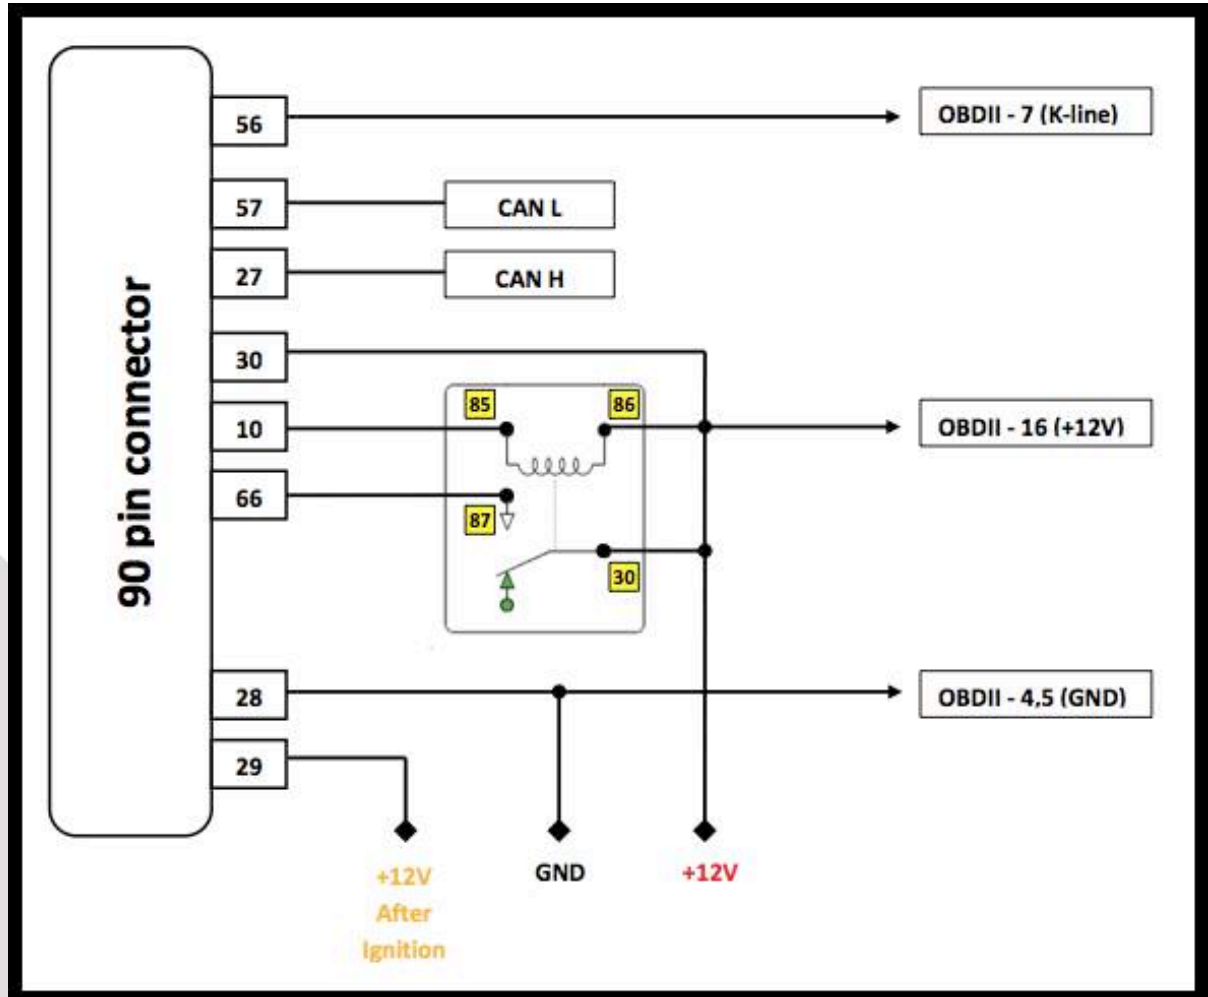 90 pin connector
56
OBDII - 7 (K-line)
57
CAN L
27
CAN H
30
10
85
86
OBDII - 16 (+12V)
66
87
30
28
OBDII - 4,5 (GND)
29
+12V
After
Ignition
GND
+12V